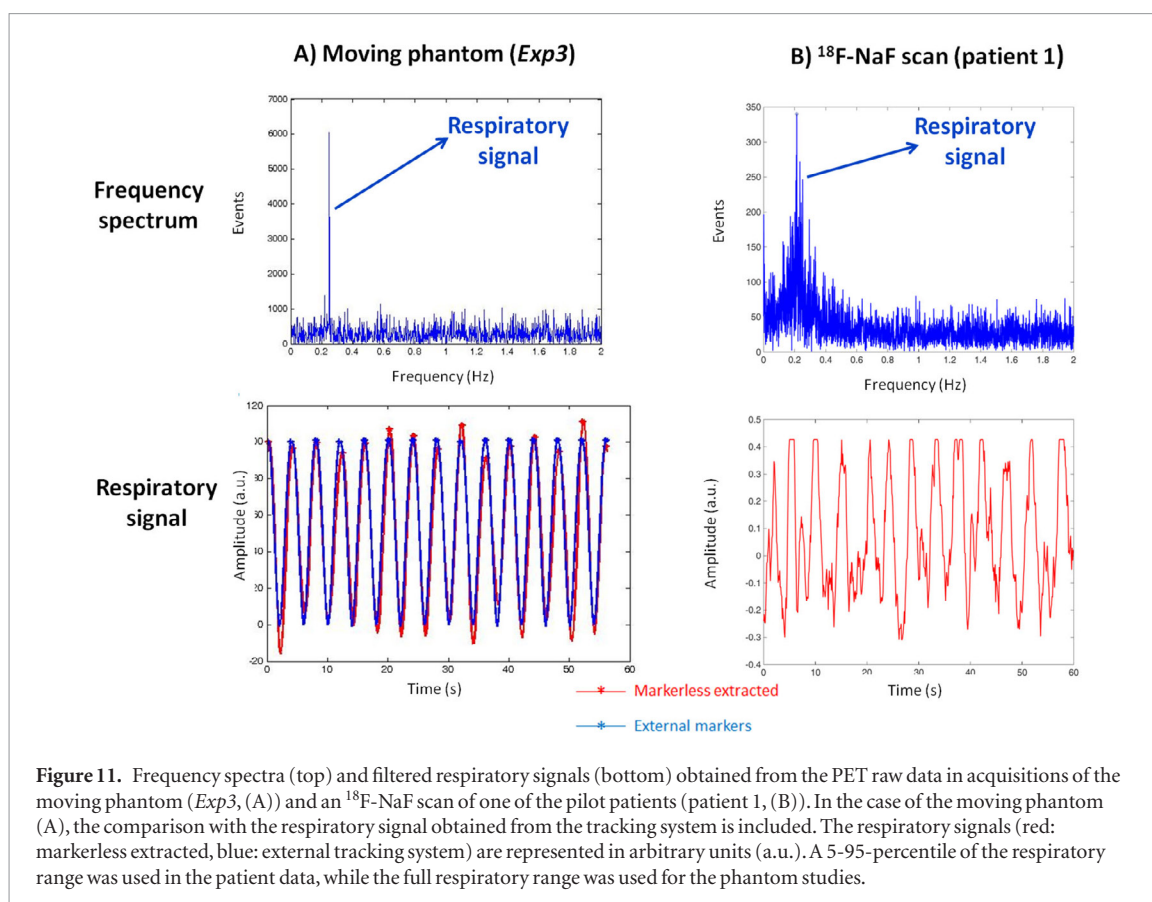 A) Moving phantom (Exp3)
B) ¹⁸F-NaF scan (patient 1)
Frequency
spectrum
Events
7000
6000
5000
4000
3000
2000
1000
0
Respiratory
signal
0 0.2 0.4 0.6 0.8 1 1.2 1.4 1.6 1.8 2
Frequency (Hz)
Events
350
300
250
200
150
100
50
0
Respiratory
signal
0 0.2 0.4 0.6 0.8 1 1.2 1.4 1.6 1.8 2
Frequency (Hz)
Respiratory
signal
Amplitude (a.u.)
120
100
80
60
40
20
0
-20
0 10 20 30 40 50 60
Time (s)
Amplitude (a.u.)
0.5
0.4
0.3
0.2
0.1
0
-0.1
-0.2
-0.3
-0.4
0 10 20 30 40 50 60
Time (s)
Markerless extracted
External markers
Figure 11. Frequency spectra (top) and filtered respiratory signals (bottom) obtained from the PET raw data in acquisitions of the
moving phantom (Exp3, (A)) and an ¹⁸F-NaF scan of one of the pilot patients (patient 1, (B)). In the case of the moving phantom
(A), the comparison with the respiratory signal obtained from the tracking system is included. The respiratory signals (red:
markerless extracted, blue: external tracking system) are represented in arbitrary units (a.u.). A 5-95-percentile of the respiratory
range was used in the patient data, while the full respiratory range was used for the phantom studies.